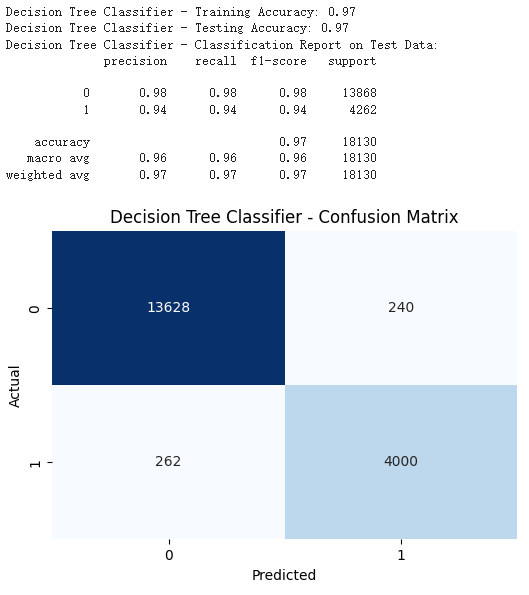 Decision Tree Classifier - Training Accuracy: 0.97
Decision Tree Classifier - Testing Accuracy: 0.97
Decision Tree Classifier - Classification Report on Test Data:
precision recall f1-score support
0 0.98 0.98 0.98 13868
1 0.94 0.94 0.94 4262
accuracy 0.97 18130
macro avg 0.96 0.96 0.96 18130
weighted avg 0.97 0.97 0.97 18130
Decision Tree Classifier - Confusion Matrix
0 13628 240
Actual
1 262 4000
0 1
Predicted